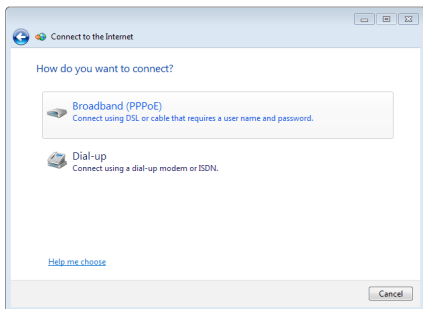 Connect to the Internet
How do you want to connect?
Broadband (PPPoE)
Connect using DSL or cable that requires a user name and password.
Dial-up
Connect using a dial-up modem or ISDN.
Help me choose
Cancel